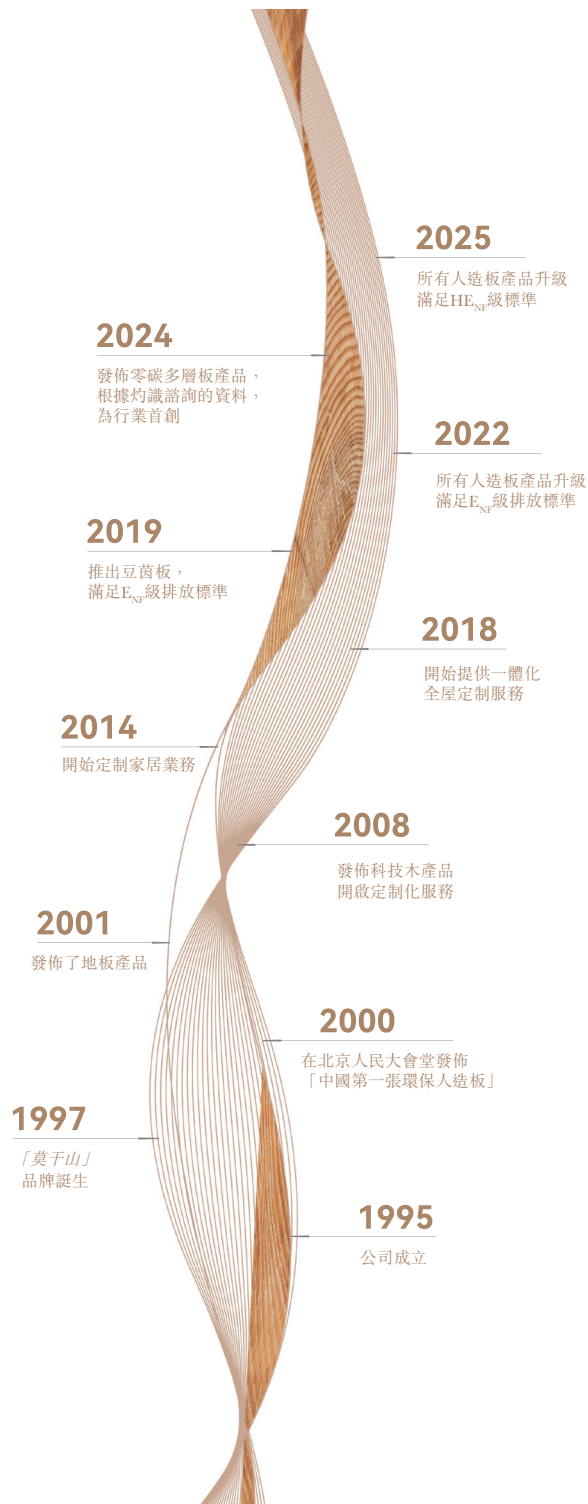 2025
所有人造板產品升級
滿足HENF級標準
2024
發佈零碳多層板產品，
根據灼識諮詢的資料，
為行業首創
2022
所有人造板產品升級
滿足ENF級排放標準
2019
推出豆茵板，
滿足ENF級排放標準
2018
開始提供一體化
全屋定制服務
2014
開始定制家居業務
2008
發佈科技木產品
開啟定制化服務
2001
發佈了地板產品
2000
在北京人民大會堂發佈
「中國第一張環保人造板」
1997
「莫干山」
品牌誕生
1995
公司成立